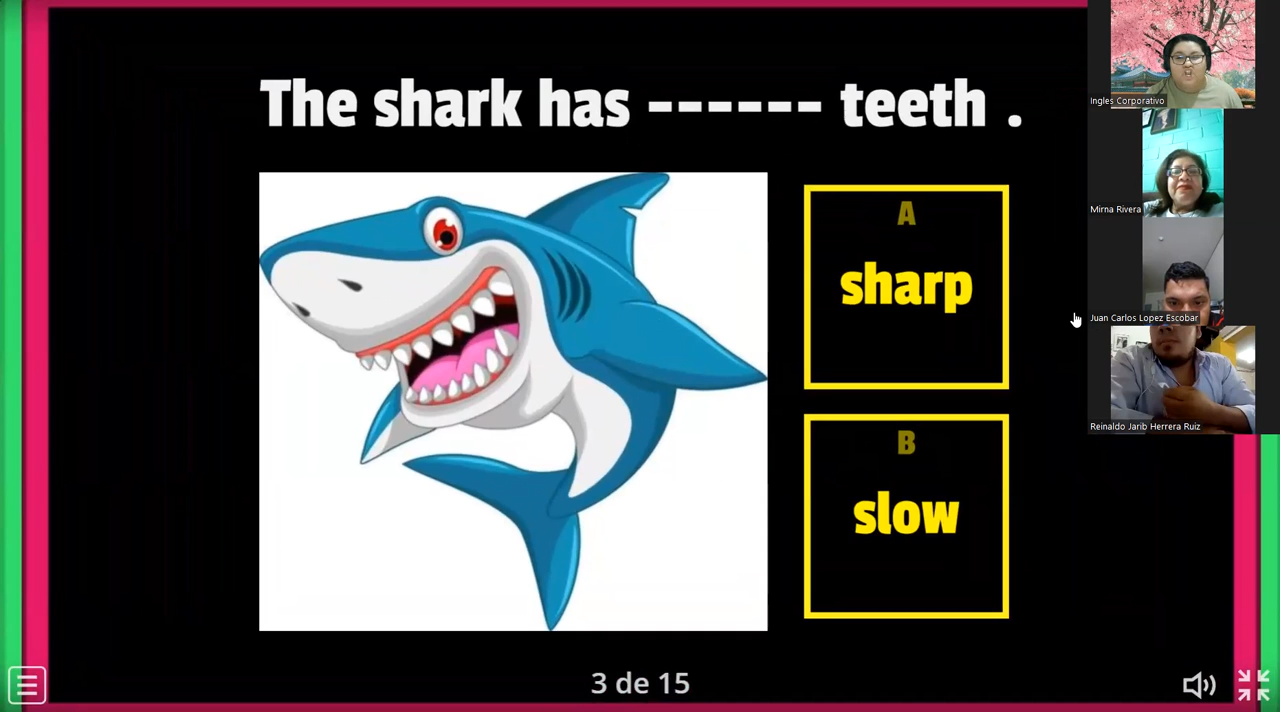 The shark has ------ teeth .
A
sharp
B
slow
3 de 15
Ingles Corporativo
Mirna Rivera
Juan Carlos Lopez Escobar
Reinaldo Jarib Herrera Ruiz